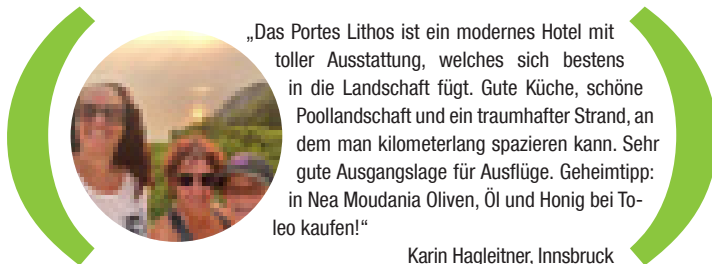 „Das Portes Lithos ist ein modernes Hotel mit
toller Ausstattung, welches sich bestens
in die Landschaft fügt. Gute Küche, schöne
Poollandschaft und ein traumhafter Strand, an
dem man kilometerlang spazieren kann. Sehr
gute Ausgangslage für Ausflüge. Geheimtipp:
in Nea Moudania Oliven, Öl und Honig bei To-
leo kaufen!“
Karin Hagleitner, Innsbruck